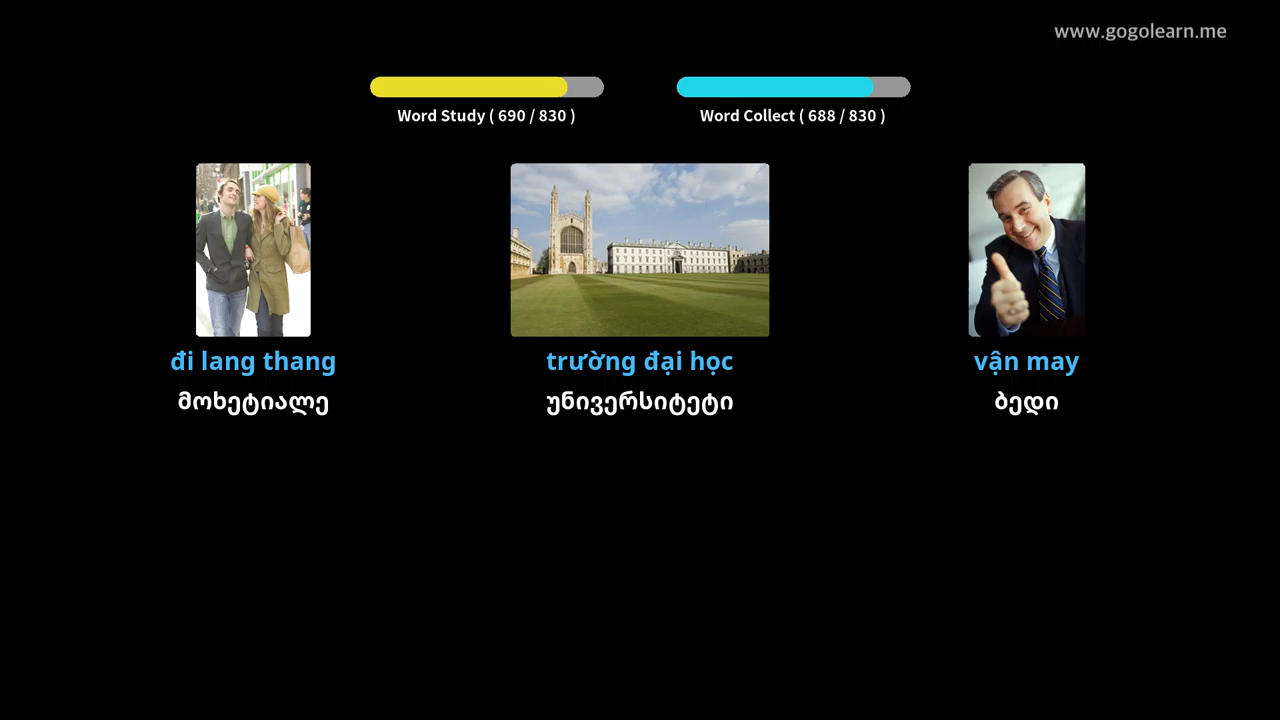 www.gogolearn.me
Word Study ( 690 / 830 )
Word Collect ( 688 / 830 )
đi lang thang
trường đại học
vận may
მოხეტიალე
უნივერსიტეტი
ბედი